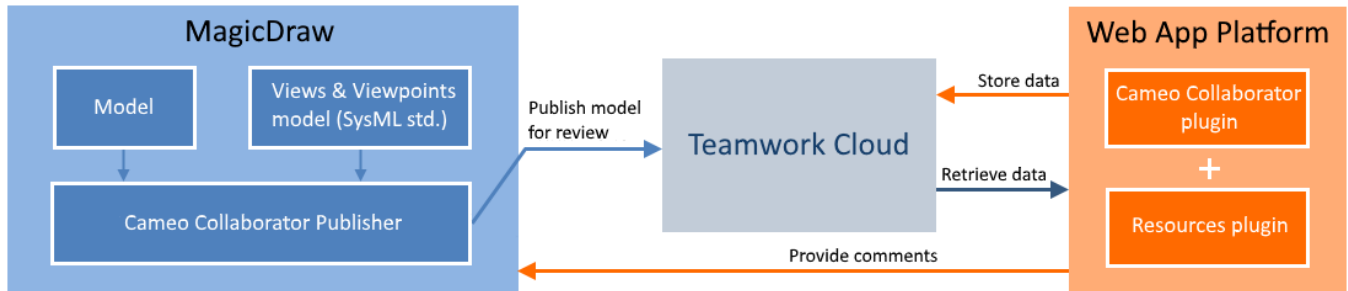 MagicDraw
Model
Views & Viewpoints
model (SysML std.)
Cameo Collaborator Publisher
Publish model
for review
Teamwork Cloud
Store data
Retrieve data
Provide comments
Web App Platform
Cameo Collaborator
plugin
+
Resources plugin